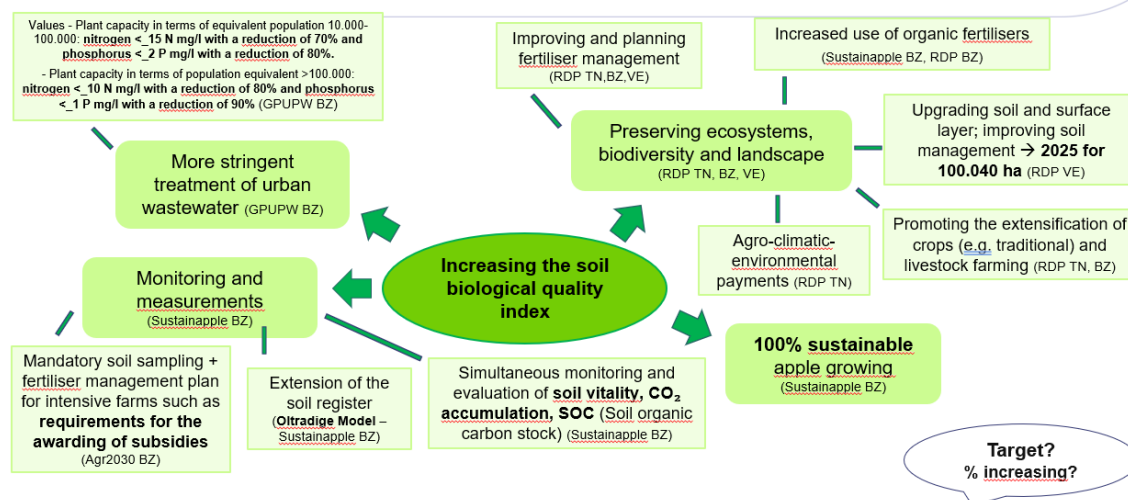 Values - Plant capacity in terms of equivalent population 10.000-
100.000: nitrogen <_15 N mg/l with a reduction of 70% and
phosphorus <_2 P mg/l with a reduction of 80%.
- Plant capacity in terms of population equivalent >100.000:
nitrogen <_10 N mg/l with a reduction of 80% and phosphorus
<_1 P mg/l with a reduction of 90% (GPUPW BZ)
More stringent
treatment of urban
wastewater (GPUPW BZ)
Improving and planning
fertiliser management
(RDP TN,BZ,VE)
Increased use of organic fertilisers
(Sustainapple BZ, RDP BZ)
Preserving ecosystems,
biodiversity and landscape
(RDP TN, BZ, VE)
Upgrading soil and surface
layer; improving soil
management → 2025 for
100.040 ha (RDP VE)
Agro-climatic-
environmental
payments (RDP TN)
Promoting the extensification of
crops (e.g. traditional) and
livestock farming (RDP TN, BZ)
Increasing the soil
biological quality
index
Monitoring and
measurements
(Sustainapple BZ)
100% sustainable
apple growing
(Sustainapple BZ)
Mandatory soil sampling +
fertiliser management plan
for intensive farms such as
requirements for the
awarding of subsidies
(Agr2030 BZ)
Extension of the
soil register
(Oltradige Model –
Sustainapple BZ)
Simultaneous monitoring and
evaluation of soil vitality, CO₂
accumulation, SOC (Soil organic
carbon stock) (Sustainapple BZ)
Target?
% increasing?